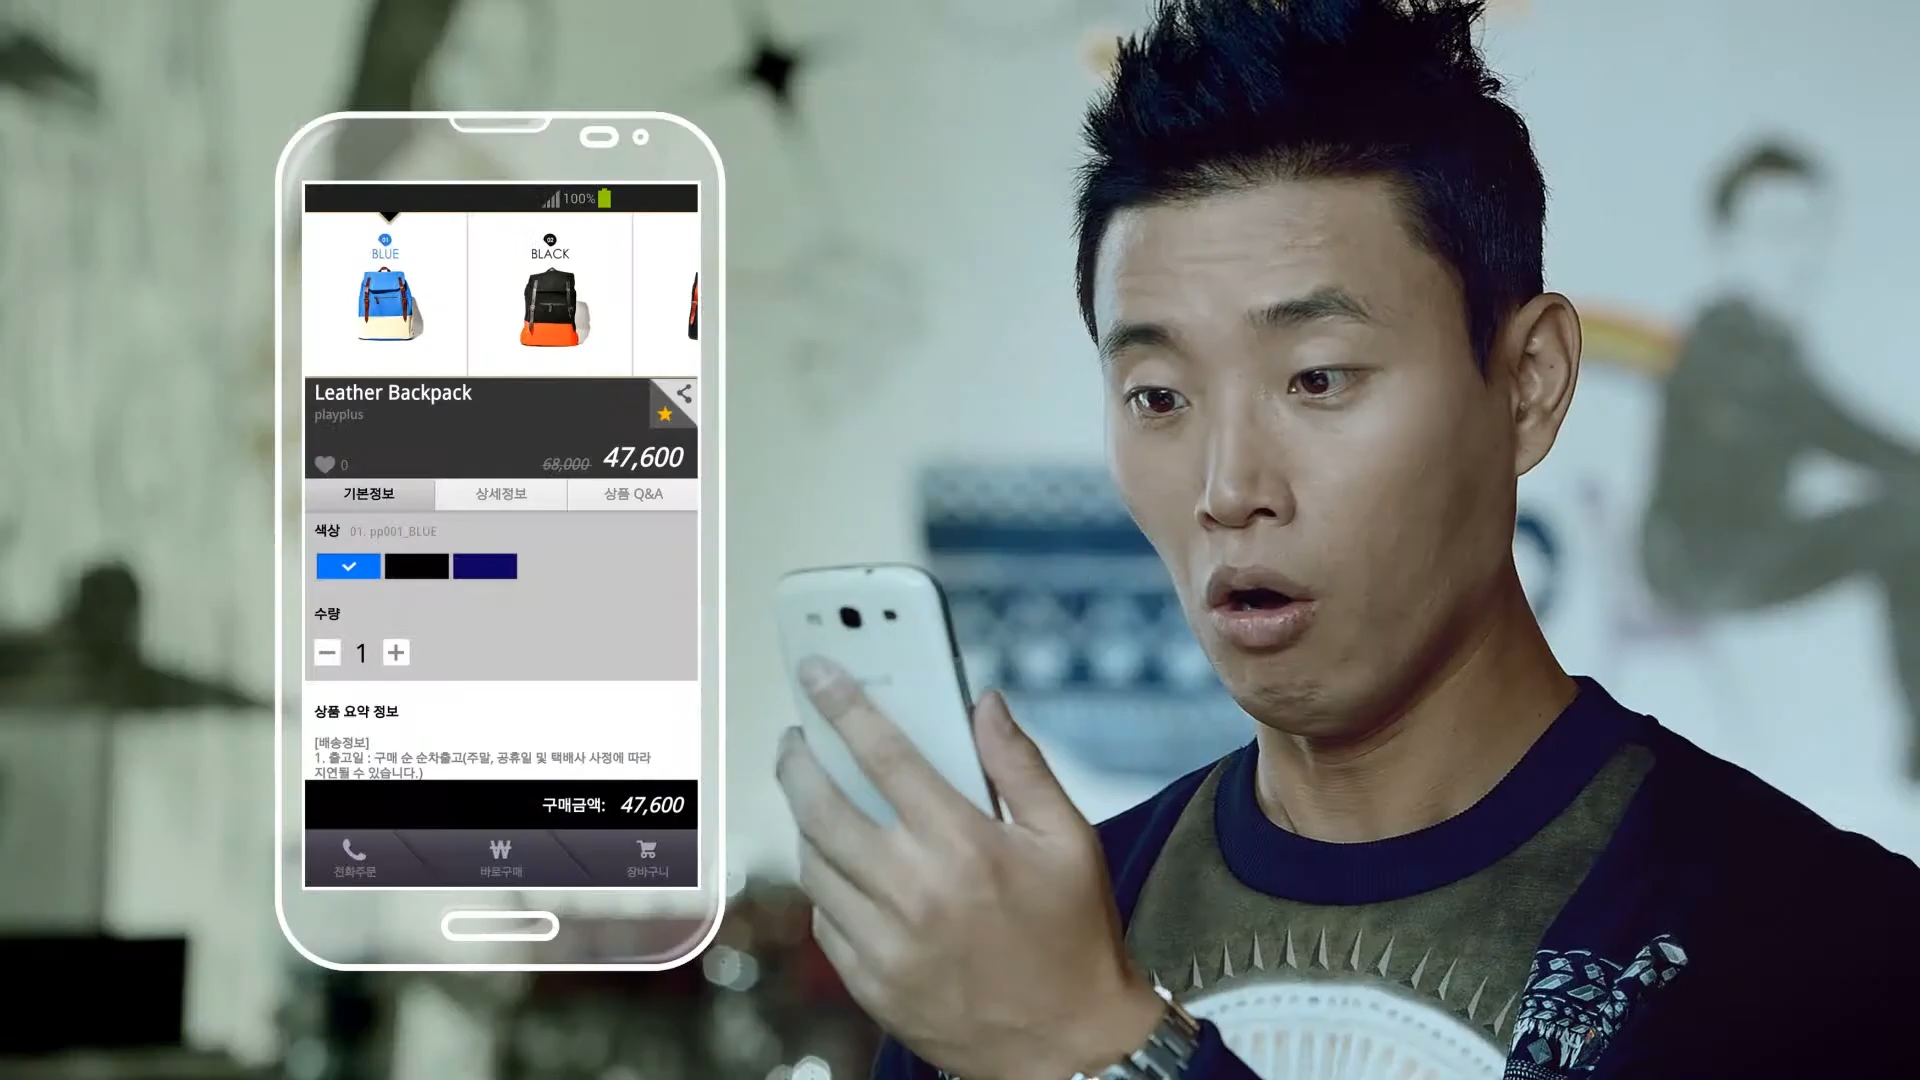 100%
01
BLUE
02
BLACK
Leather Backpack
playplus
0
68,000 47,600
기본정보 상세정보 상품 Q&A
색상 01. pp001_BLUE
수량
1
상품 요약 정보
[배송정보]
1. 출고일 : 구매 순 순차출고(주말, 공휴일 및 택배사 사정에 따라
지연될 수 있습니다.)
구매금액: 47,600
전화주문 바로구매 장바구니